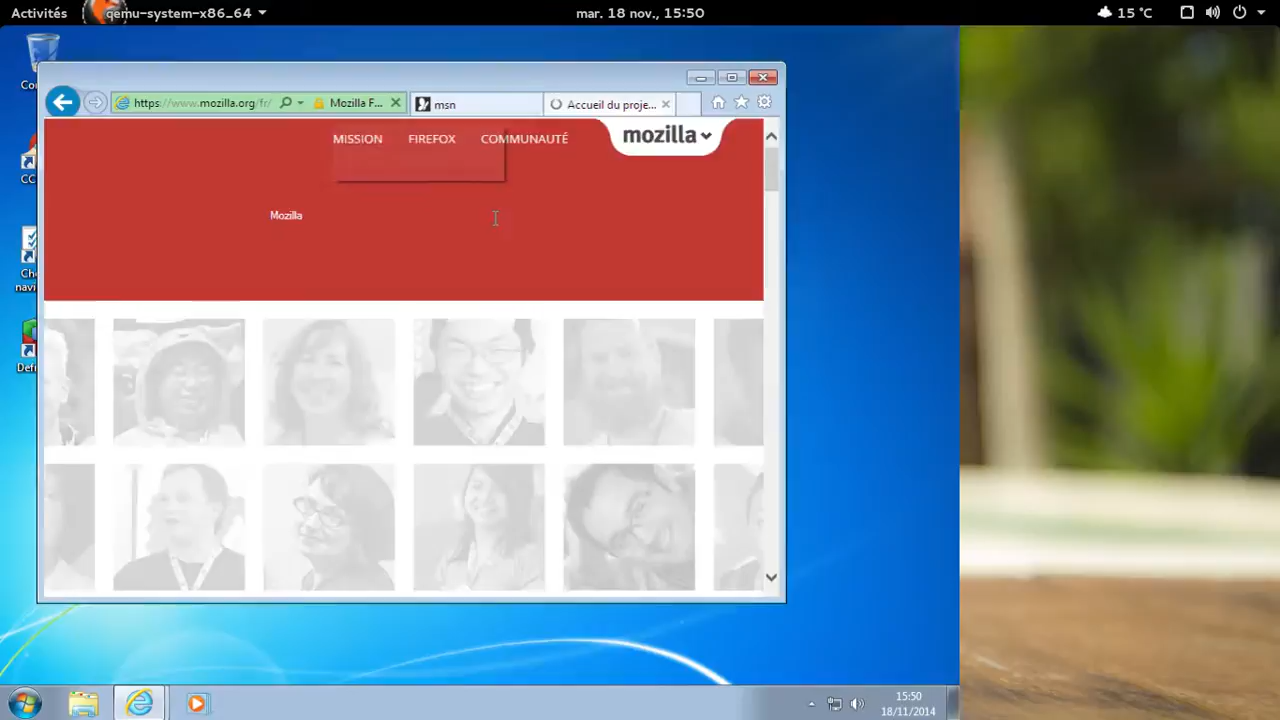 Activités qemu-system-x86_64 mar. 18 nov., 15:50 15 °C
https://www.mozilla.org/fr/ Mozilla F... msn Accueil du proje...
MISSION FIREFOX COMMUNAUTÉ mozilla
Mozilla
15:50
18/11/2014